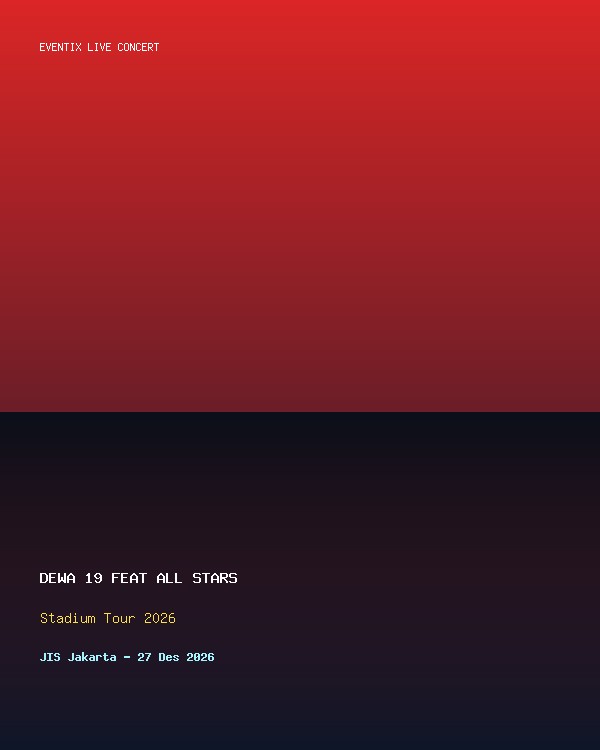 EVENTIX LIVE CONCERT
DEWA 19 FEAT ALL STARS
Stadium Tour 2026
JIS Jakarta - 27 Des 2026